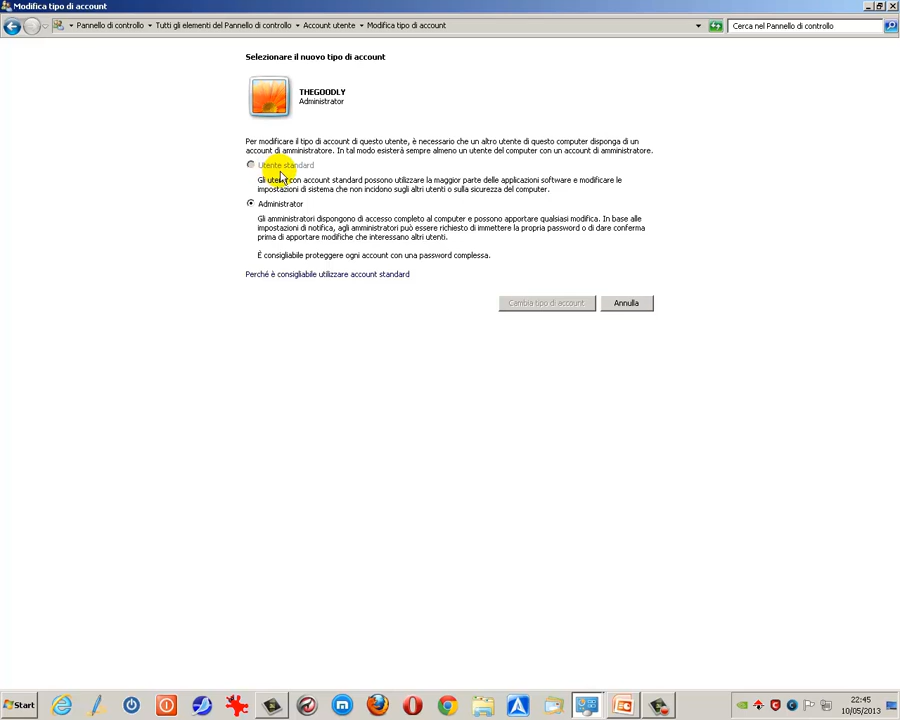 Modifica tipo di account
Pannello di controllo Tutti gli elementi del Pannello di controllo Account utente Modifica tipo di account
Cerca nel Pannello di controllo
Selezionare il nuovo tipo di account
THEGOODLY
Administrator
Per modificare il tipo di account di questo utente, è necessario che un altro utente di questo computer disponga di un
account di amministratore. In tal modo esisterà sempre almeno un utente del computer con un account di amministratore.
Utente standard
Gli utenti con account standard possono utilizzare la maggior parte delle applicazioni software e modificare le
impostazioni di sistema che non incidono sugli altri utenti o sulla sicurezza del computer.
Administrator
Gli amministratori dispongono di accesso completo al computer e possono apportare qualsiasi modifica. In base alle
impostazioni di notifica, agli amministratori può essere richiesto di immettere la propria password o di dare conferma
prima di apportare modifiche che interessano altri utenti.
È consigliabile proteggere ogni account con una password complessa.
Perché è consigliabile utilizzare account standard
Cambia tipo di account Annulla
Start
22:45
10/05/2013